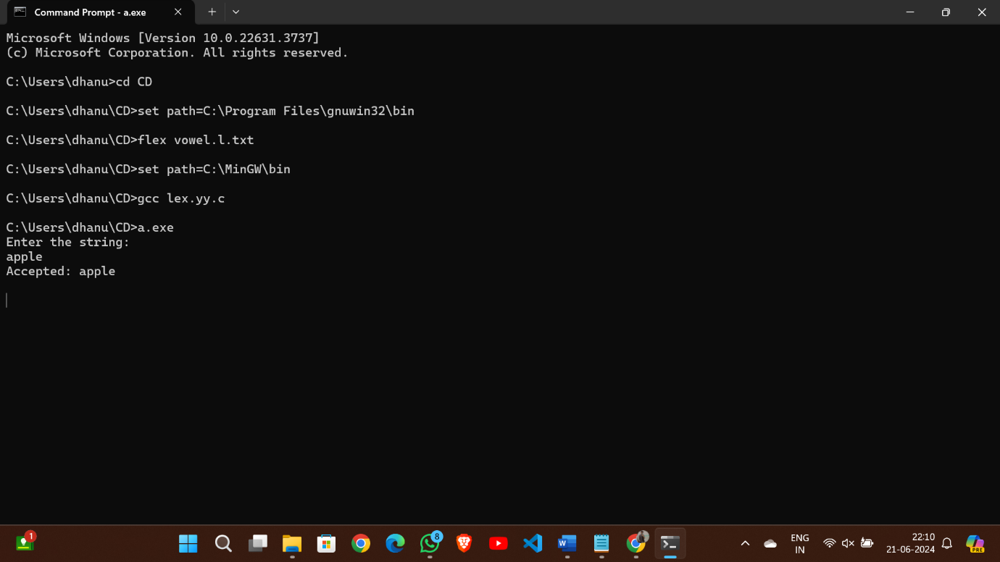 Command Prompt - a.exe
Microsoft Windows [Version 10.0.22631.3737]
(c) Microsoft Corporation. All rights reserved.
C:\Users\dhanu>cd CD
C:\Users\dhanu\CD>set path=C:\Program Files\gnuwin32\bin
C:\Users\dhanu\CD>flex vowel.l.txt
C:\Users\dhanu\CD>set path=C:\MinGW\bin
C:\Users\dhanu\CD>gcc lex.yy.c
C:\Users\dhanu\CD>a.exe
Enter the string:
apple
Accepted: apple
1
8
W
ENG
IN
22:10
21-06-2024
PRE